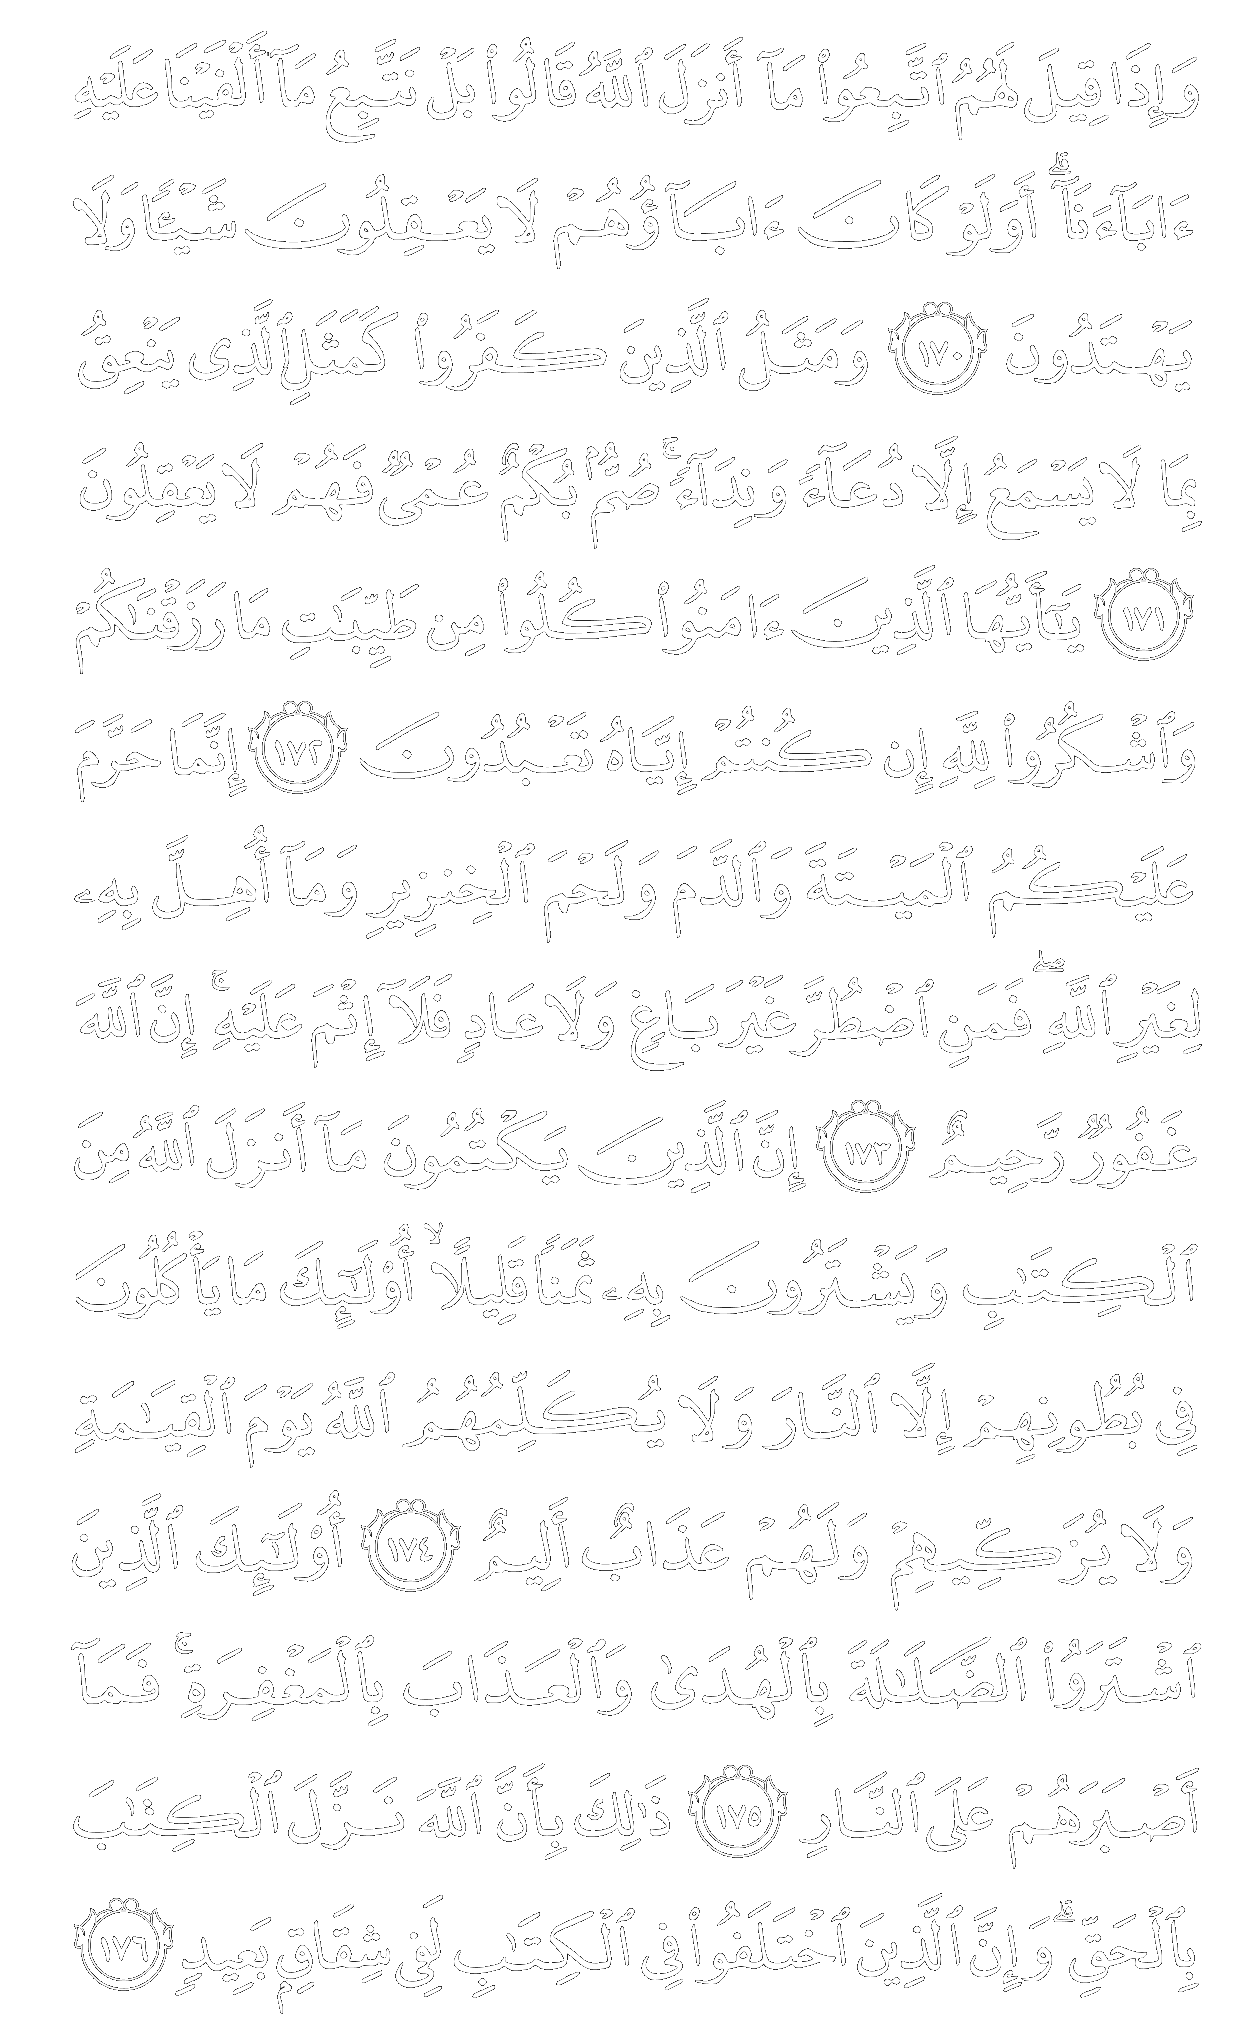 وَإِذَا قِيلَ لَهُمُ ٱتَّبِعُوا۟ مَآ أَنزَلَ ٱللَّهُ قَالُوا۟ بَلْ نَتَّبِعُ مَآ أَلْفَيْنَا عَلَيْهِ
ءَابَآءَنَآ ۗ أَوَلَوْ كَانَ ءَابَآؤُهُمْ لَا يَعْقِلُونَ شَيْـًٔا وَلَا
يَهْتَدُونَ ١٧٠ وَمَثَلُ ٱلَّذِينَ كَفَرُوا۟ كَمَثَلِ ٱلَّذِى يَنْعِقُ
بِمَا لَا يَسْمَعُ إِلَّا دُعَآءً وَنِدَآءً ۚ صُمٌّۢ بُكْمٌ عُمْىٌ فَهُمْ لَا يَعْقِلُونَ
١٧١ يَـٰٓأَيُّهَا ٱلَّذِينَ ءَامَنُوا۟ كُلُوا۟ مِن طَيِّبَـٰتِ مَا رَزَقْنَـٰكُمْ
وَٱشْكُرُوا۟ لِلَّهِ إِن كُنتُمْ إِيَّاهُ تَعْبُدُونَ ١٧٢ إِنَّمَا حَرَّمَ
عَلَيْكُمُ ٱلْمَيْتَةَ وَٱلدَّمَ وَلَحْمَ ٱلْخِنزِيرِ وَمَآ أُهِلَّ بِهِۦ
لِغَيْرِ ٱللَّهِ ۖ فَمَنِ ٱضْطُرَّ غَيْرَ بَاغٍ وَلَا عَادٍ فَلَآ إِثْمَ عَلَيْهِ ۚ إِنَّ ٱللَّهَ
غَفُورٌ رَّحِيمٌ ١٧٣ إِنَّ ٱلَّذِينَ يَكْتُمُونَ مَآ أَنزَلَ ٱللَّهُ مِنَ
ٱلْكِتَـٰبِ وَيَشْتَرُونَ بِهِۦ ثَمَنًا قَلِيلًا ۙ أُو۟لَـٰٓئِكَ مَا يَأْكُلُونَ
فِى بُطُونِهِمْ إِلَّا ٱلنَّارَ وَلَا يُكَلِّمُهُمُ ٱللَّهُ يَوْمَ ٱلْقِيَـٰمَةِ
وَلَا يُزَكِّيهِمْ وَلَهُمْ عَذَابٌ أَلِيمٌ ١٧٤ أُو۟لَـٰٓئِكَ ٱلَّذِينَ
ٱشْتَرَوُا۟ ٱلضَّلَـٰلَةَ بِٱلْهُدَىٰ وَٱلْعَذَابَ بِٱلْمَغْفِرَةِ ۚ فَمَآ
أَصْبَرَهُمْ عَلَى ٱلنَّارِ ١٧٥ ذَٰلِكَ بِأَنَّ ٱللَّهَ نَزَّلَ ٱلْكِتَـٰبَ
بِٱلْحَقِّ ۗ وَإِنَّ ٱلَّذِينَ ٱخْتَلَفُوا۟ فِى ٱلْكِتَـٰبِ لَفِى شِقَاقٍۭ بَعِيدٍ ١٧٦